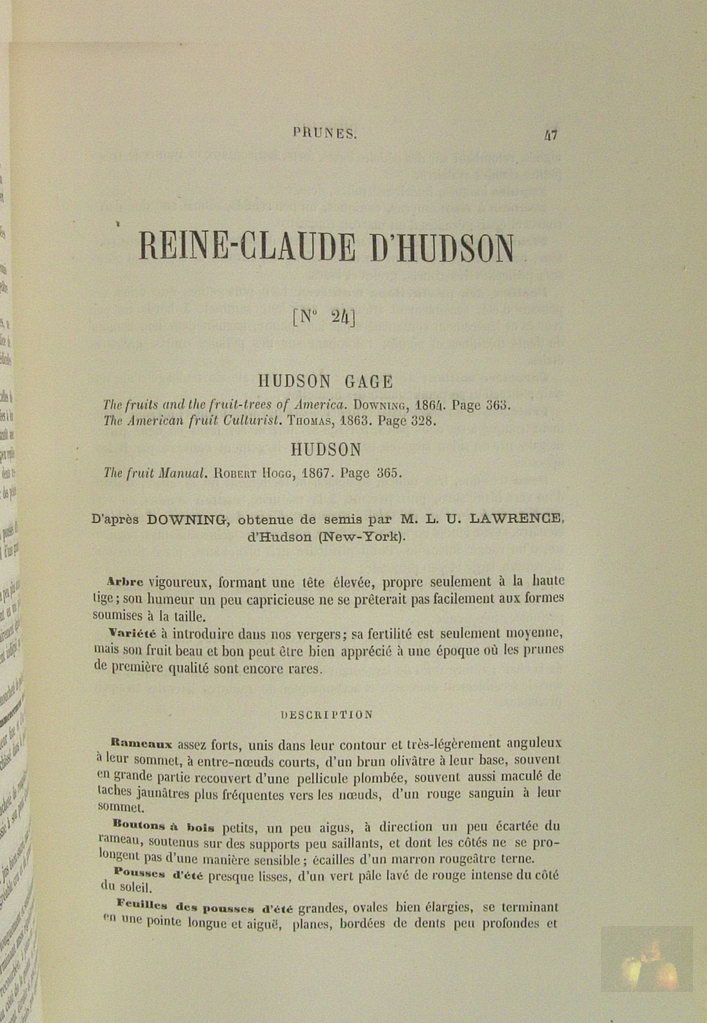 PRUNES. 47
REINE-CLAUDE D'HUDSON
[N° 24]
HUDSON GAGE
The fruits and the fruit-trees of America. DOWNING, 1864. Page 363.
The American fruit Culturist. THOMAS, 1863. Page 328.
HUDSON
The fruit Manual. ROBERT HOGG, 1867. Page 365.
D'après DOWNING, obtenue de semis par M. L. U. LAWRENCE,
d'Hudson (New-York).
Arbre vigoureux, formant une tête élevée, propre seulement à la haute
tige; son humeur un peu capricieuse ne se prêterait pas facilement aux formes
soumises à la taille.
Variété à introduire dans nos vergers; sa fertilité est seulement moyenne,
mais son fruit beau et bon peut être bien apprécié à une époque où les prunes
de première qualité sont encore rares.
DESCRIPTION
Rameaux assez forts, unis dans leur contour et très-légèrement anguleux
à leur sommet, à entre-nœuds courts, d'un brun olivâtre à leur base, souvent
en grande partie recouvert d'une pellicule plombée, souvent aussi maculé de
taches jaunâtres plus fréquentes vers les nœuds, d'un rouge sanguin à leur
sommet.
Boutons à bois petits, un peu aigus, à direction un peu écartée du
rameau, soutenus sur des supports peu saillants, et dont les côtés ne se pro-
longent pas d'une manière sensible; écailles d'un marron rougeâtre terne.
Pousses d'été presque lisses, d'un vert pâle lavé de rouge intense du côté
du soleil.
Feuilles des pousses d'été grandes, ovales bien élargies, se terminant
en une pointe longue et aiguë, planes, bordées de dents peu profondes et